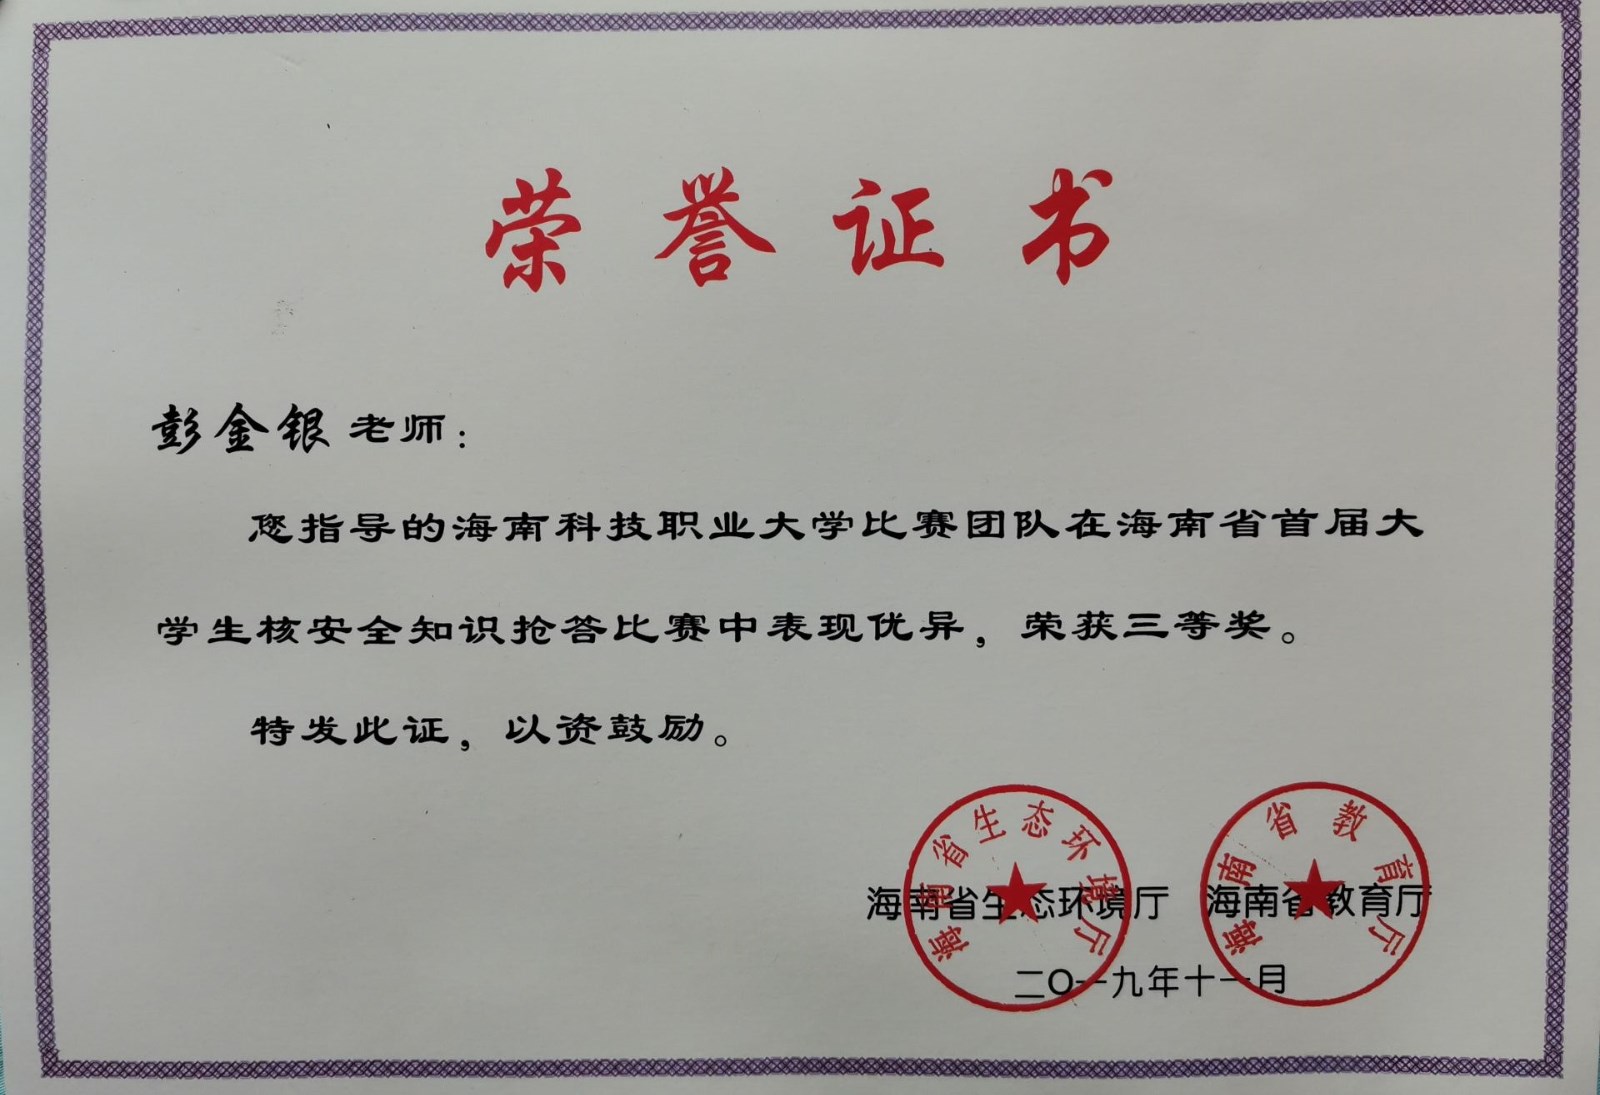 荣誉证书
彭金银老师：
您指导的海南科技职业大学比赛团队在海南省首届大
学生核安全知识抢答比赛中表现优异，荣获三等奖。
特发此证，以资鼓励。
海南省生态环境厅
海南省教育厅
海南省生态环境厅 海南省教育厅
二〇一九年十一月